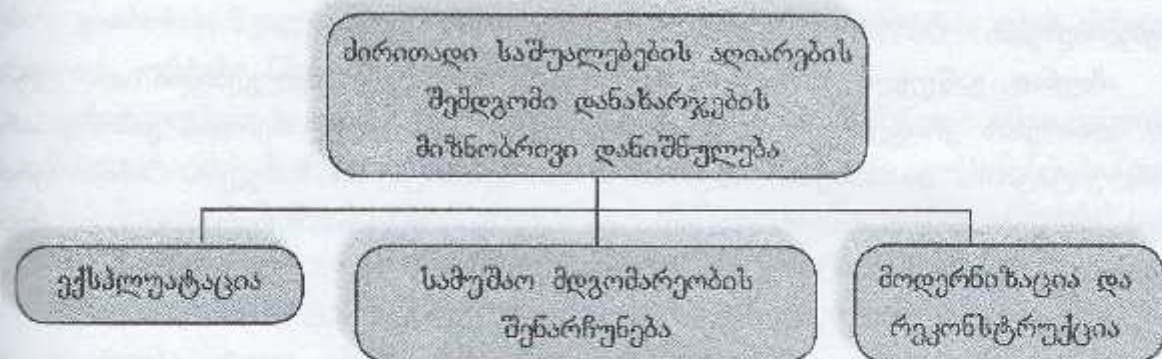 ძირითადი საშუალებების აღიარების
შემდგომი დანახარჯების
მიზნობრივი დანიშნულება
ექსპლუატაცია
სამუშაო მდგომარეობის
შენარჩუნება
მოდერნიზაცია და
რეკონსტრუქცია